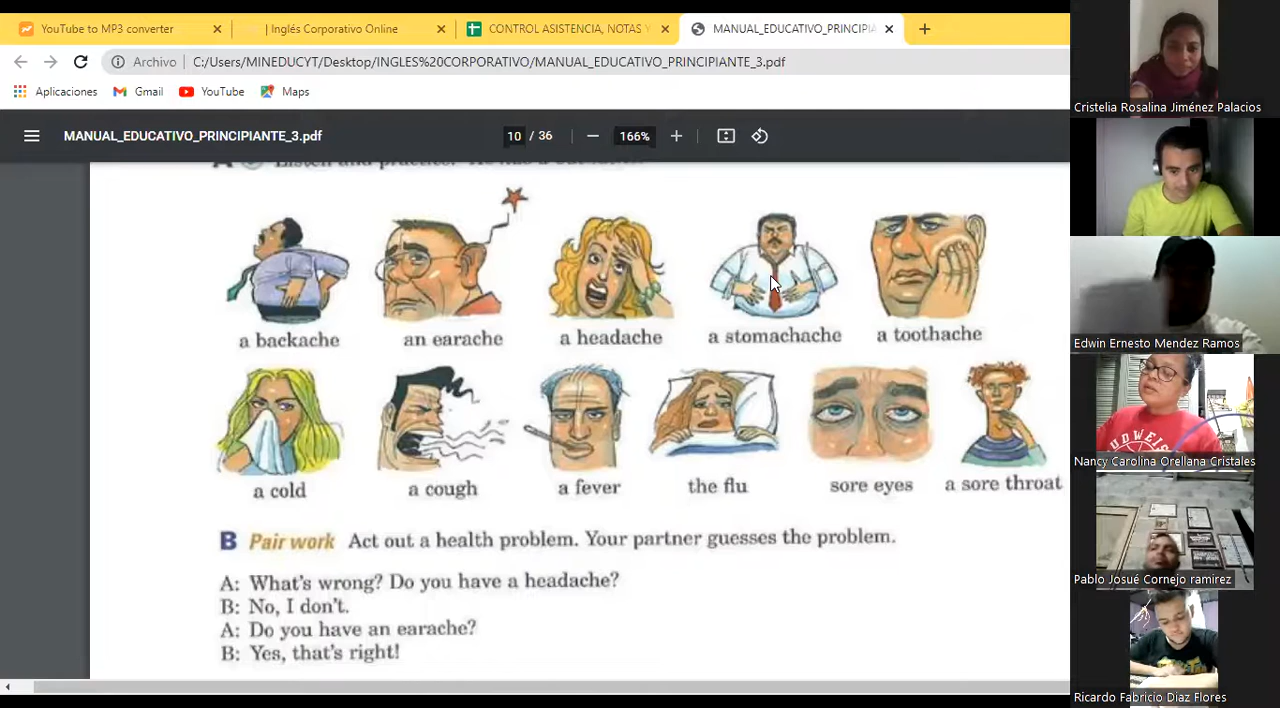 YouTube to MP3 converter
| Inglés Corporativo Online
CONTROL ASISTENCIA, NOTAS Y
MANUAL_EDUCATIVO_PRINCIPIA
Archivo | C:/Users/MINEDUCYT/Desktop/INGLES%20CORPORATIVO/MANUAL_EDUCATIVO_PRINCIPIANTE_3.pdf
Aplicaciones Gmail YouTube Maps
MANUAL_EDUCATIVO_PRINCIPIANTE_3.pdf
10 / 36
166%
A Listen and practice.
a backache an earache a headache a stomachache a toothache
a cold a cough a fever the flu sore eyes a sore throat
B Pair work Act out a health problem. Your partner guesses the problem.
A: What's wrong? Do you have a headache?
B: No, I don't.
A: Do you have an earache?
B: Yes, that's right!
Cristelia Rosalina Jiménez Palacios
Edwin Ernesto Mendez Ramos
Nancy Carolina Orellana Cristales
Pablo Josué Cornejo ramirez
Ricardo Fabricio Diaz Flores